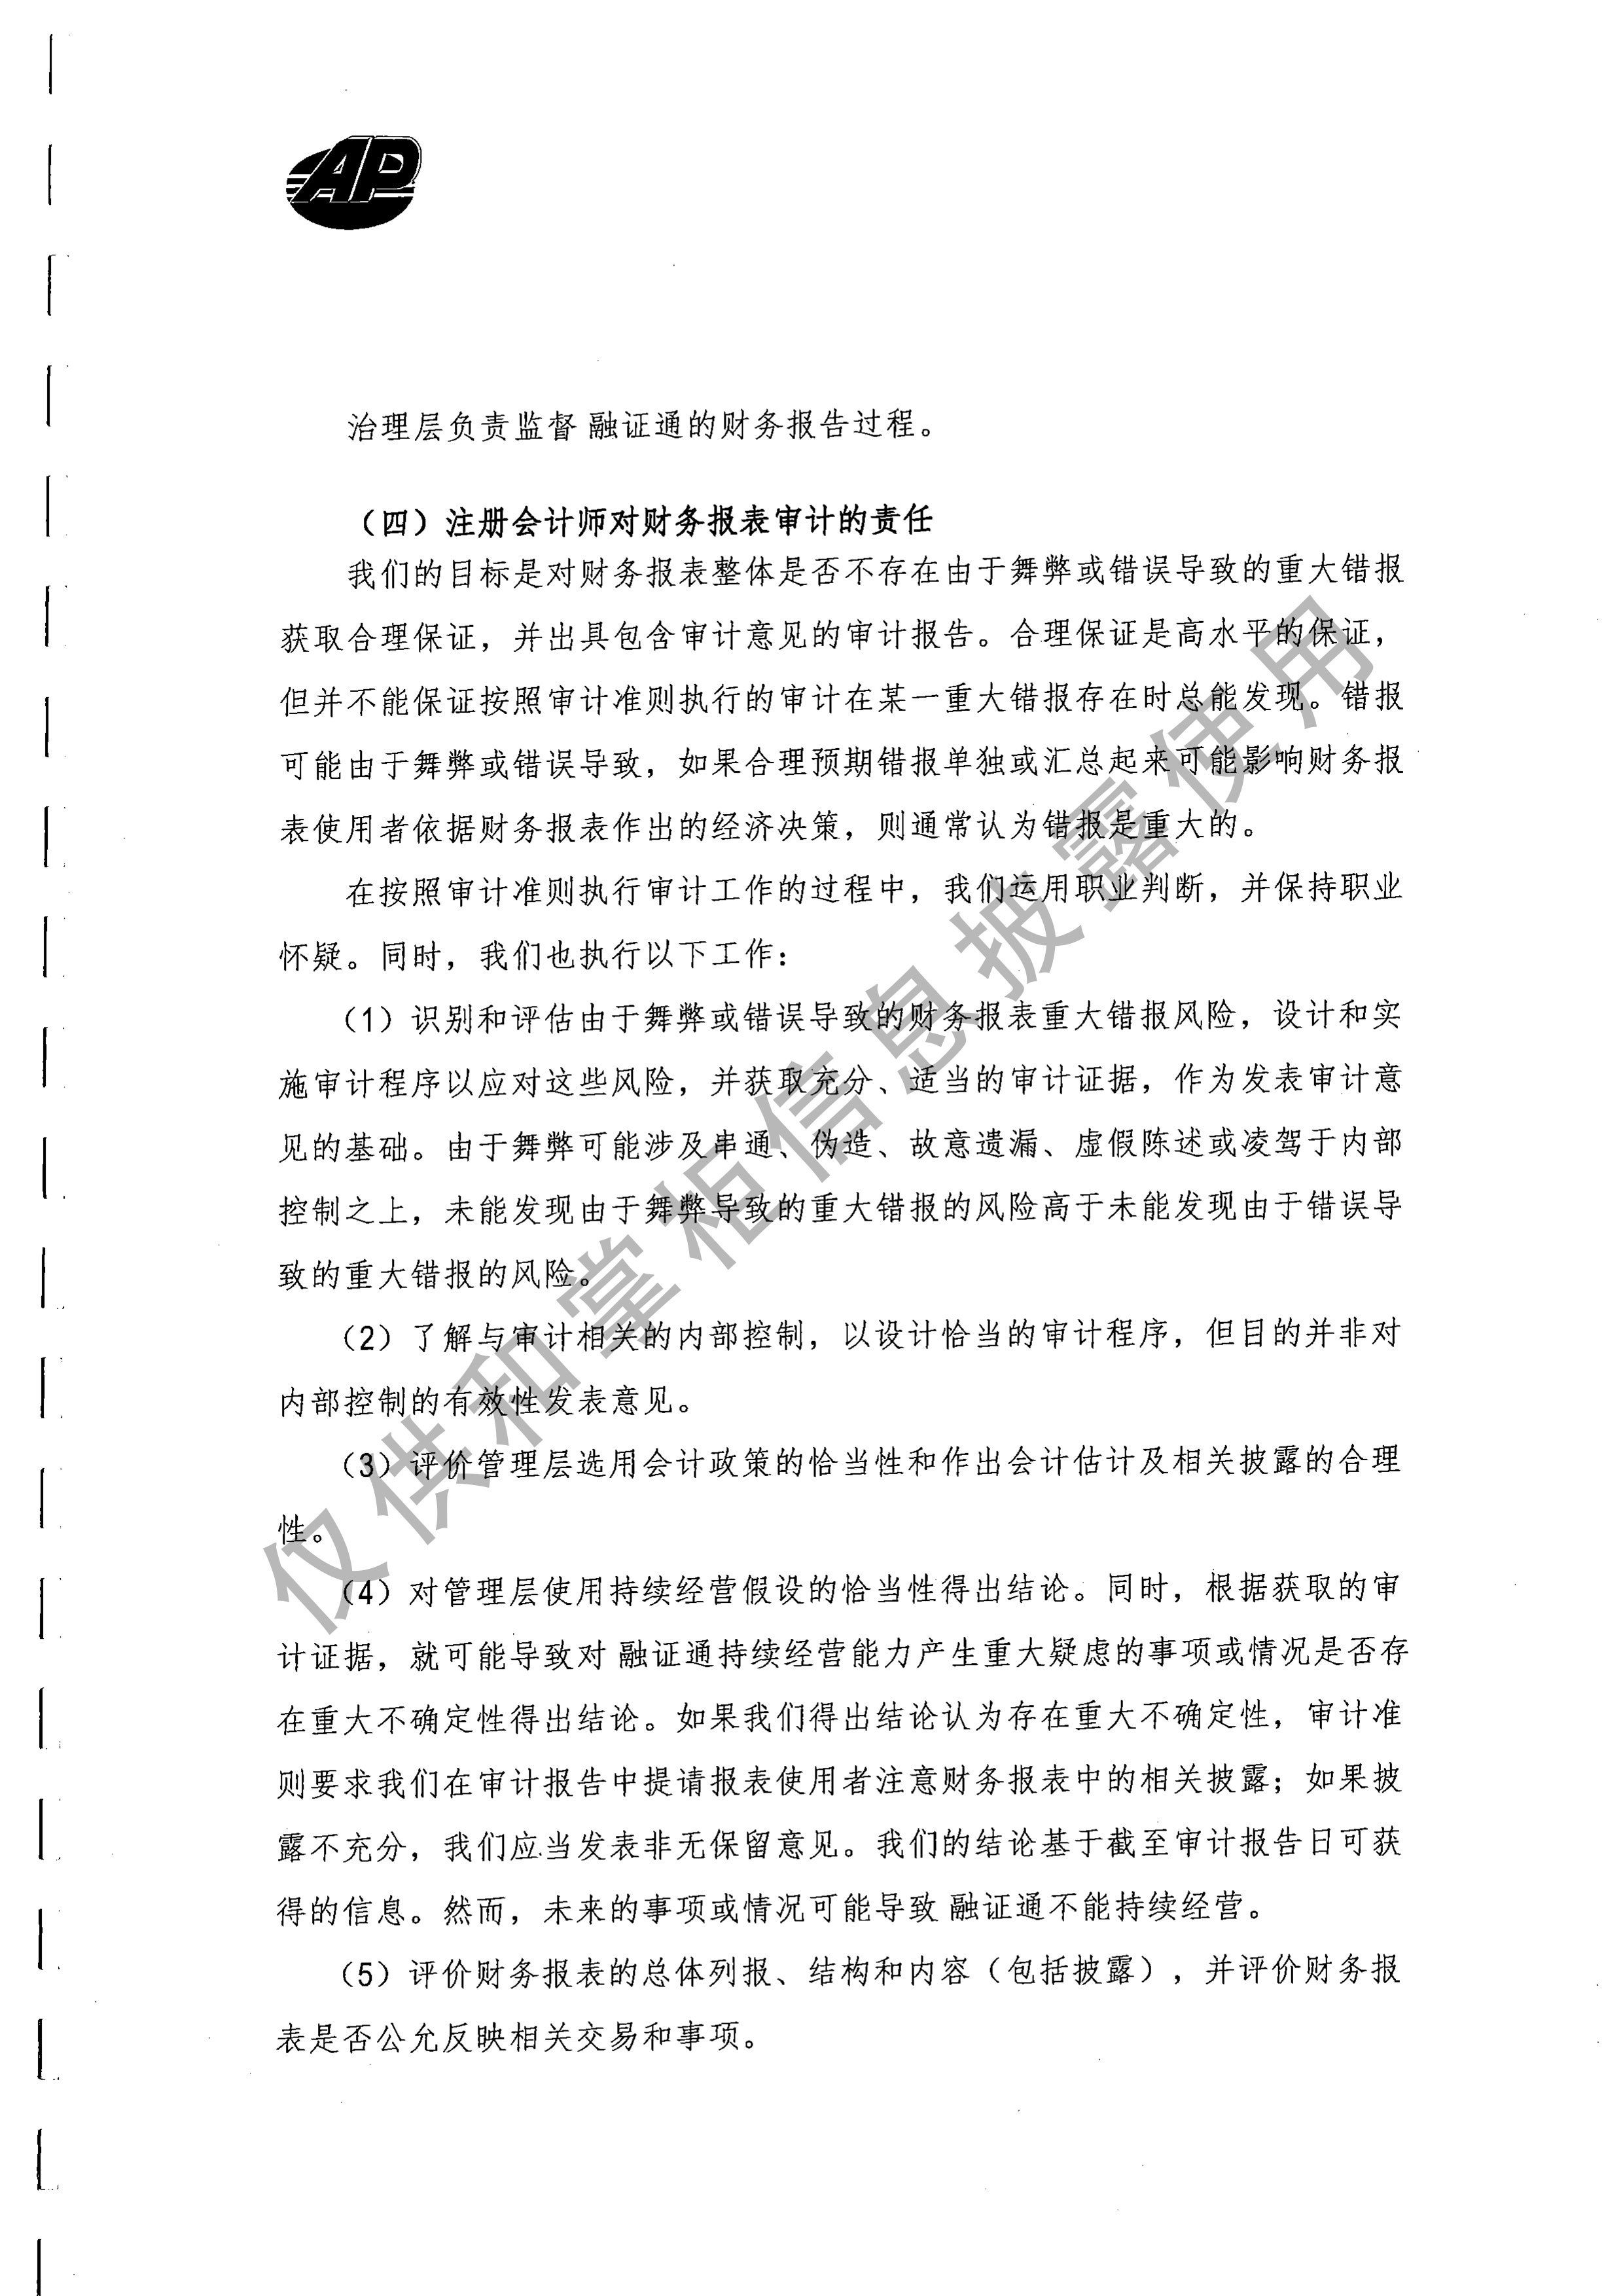 AP
治理层负责监督 融证通的财务报告过程。
（四）注册会计师对财务报表审计的责任
我们的目标是对财务报表整体是否不存在由于舞弊或错误导致的重大错报
获取合理保证，并出具包含审计意见的审计报告。合理保证是高水平的保证，
但并不能保证按照审计准则执行的审计在某一重大错报存在时总能发现。错报
可能由于舞弊或错误导致，如果合理预期错报单独或汇总起来可能影响财务报
表使用者依据财务报表作出的经济决策，则通常认为错报是重大的。
在按照审计准则执行审计工作的过程中，我们运用职业判断，并保持职业
怀疑。同时，我们也执行以下工作：
（1）识别和评估由于舞弊或错误导致的财务报表重大错报风险，设计和实
施审计程序以应对这些风险，并获取充分、适当的审计证据，作为发表审计意
见的基础。由于舞弊可能涉及串通、伪造、故意遗漏、虚假陈述或凌驾于内部
控制之上，未能发现由于舞弊导致的重大错报的风险高于未能发现由于错误导
致的重大错报的风险。
（2）了解与审计相关的内部控制，以设计恰当的审计程序，但目的并非对
内部控制的有效性发表意见。
（3）评价管理层选用会计政策的恰当性和作出会计估计及相关披露的合理
性。
（4）对管理层使用持续经营假设的恰当性得出结论。同时，根据获取的审
计证据，就可能导致对 融证通持续经营能力产生重大疑虑的事项或情况是否存
在重大不确定性得出结论。如果我们得出结论认为存在重大不确定性，审计准
则要求我们在审计报告中提请报表使用者注意财务报表中的相关披露；如果披
露不充分，我们应当发表非无保留意见。我们的结论基于截至审计报告日可获
得的信息。然而，未来的事项或情况可能导致 融证通不能持续经营。
（5）评价财务报表的总体列报、结构和内容（包括披露），并评价财务报
表是否公允反映相关交易和事项。
仅供和掌柜信息披露使用